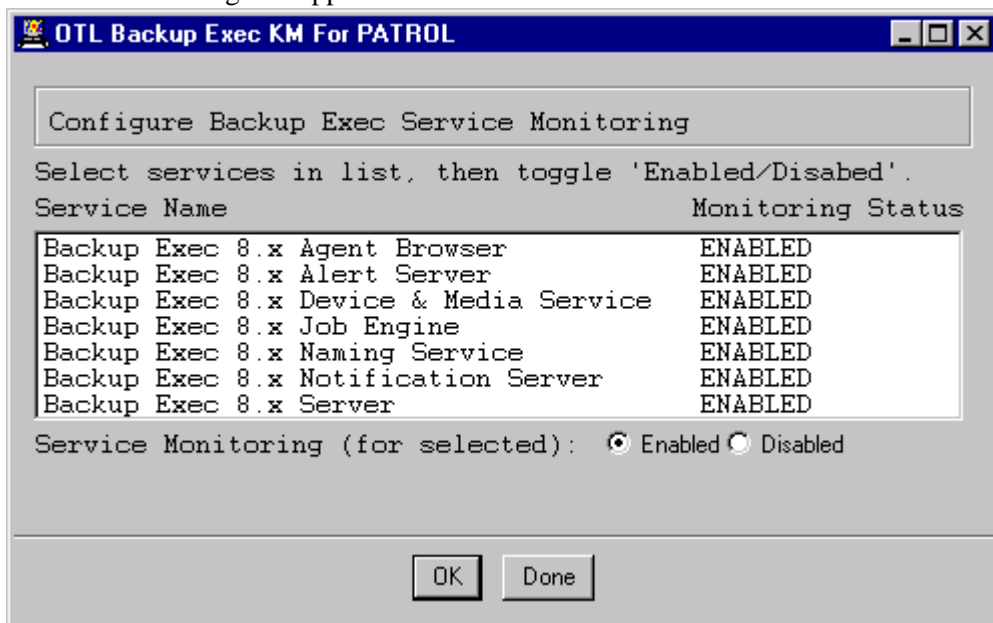 OTL Backup Exec KM For PATROL
Configure Backup Exec Service Monitoring
Select services in list, then toggle 'Enabled/Disabed'.
Service Name Monitoring Status
Backup Exec 8.x Agent Browser ENABLED
Backup Exec 8.x Alert Server ENABLED
Backup Exec 8.x Device & Media Service ENABLED
Backup Exec 8.x Job Engine ENABLED
Backup Exec 8.x Naming Service ENABLED
Backup Exec 8.x Notification Server ENABLED
Backup Exec 8.x Server ENABLED
Service Monitoring (for selected): Enabled Disabled
OK Done